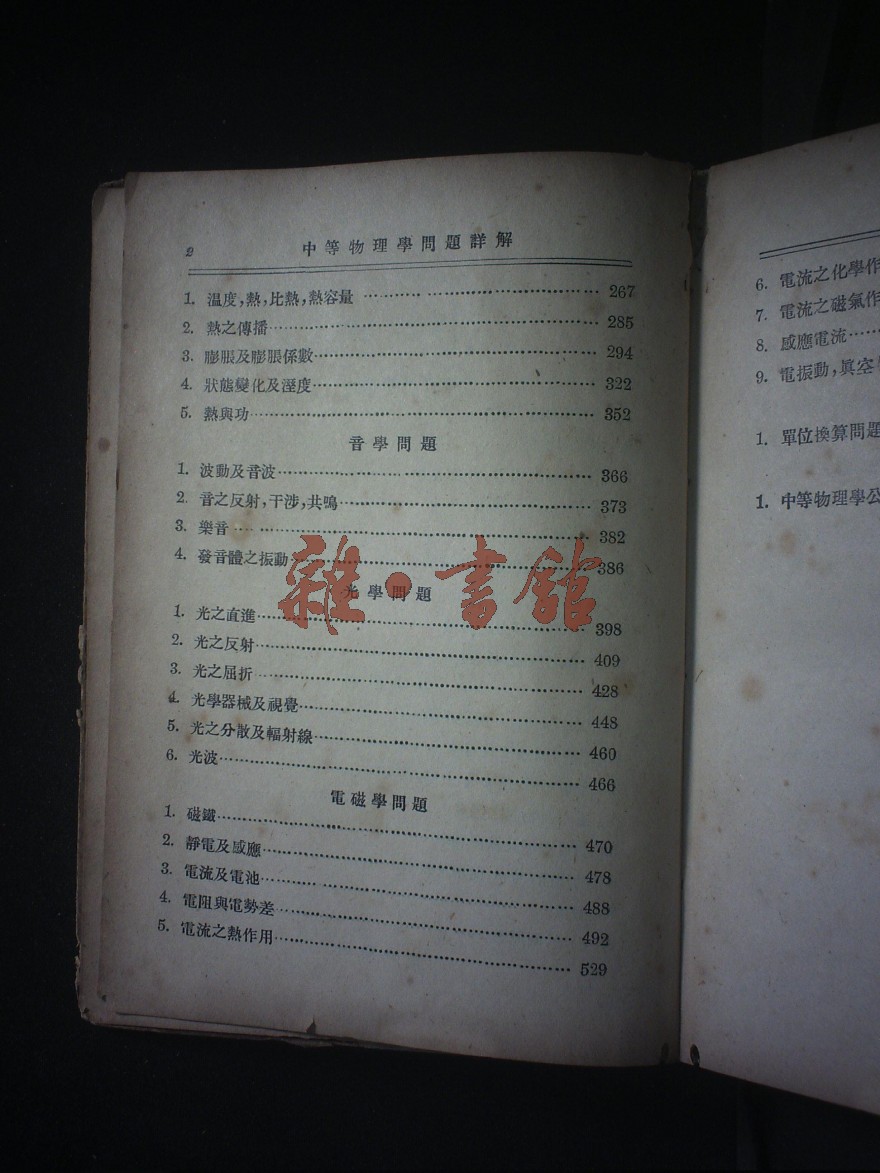 2 中等物理學問題詳解
1. 溫度,熱,比熱,熱容量 267
2. 熱之傳播 285
3. 膨脹及膨脹係數 294
4. 狀態變化及溼度 322
5. 熱與功 352
音學問題
1. 波動及音波 366
2. 音之反射,干涉,共鳴 373
3. 樂音 382
4. 發音體之振動 386
光學問題
1. 光之直進 398
2. 光之反射 409
3. 光之屈折 428
4. 光學器械及視覺 448
5. 光之分散及輻射線 460
6. 光波 466
電磁學問題
1. 磁鐵 470
2. 靜電及感應 478
3. 電流及電池 488
4. 電阻與電勢差 492
5. 電流之熱作用 529
雜·書館
6. 電流之化學作
7. 電流之磁氣作
8. 感應電流
9. 電振動,眞空
1. 單位換算問題
1. 中等物理學公